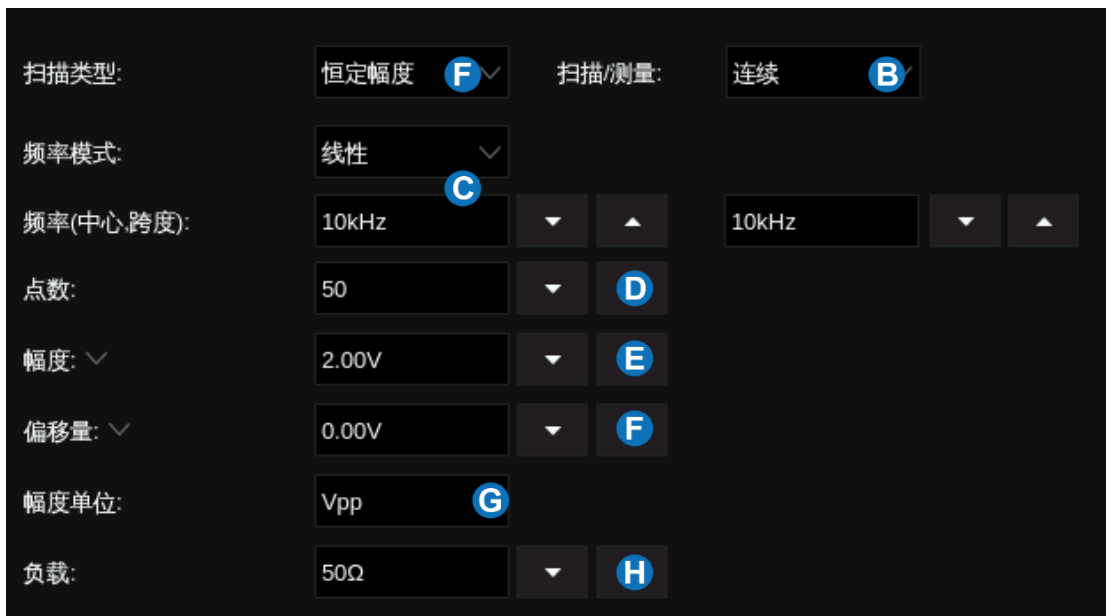 扫描类型: 恒定幅度 F 扫描/测量: 连续 B
频率模式: 线性
C
频率(中心,跨度): 10kHz 10kHz
点数: 50 D
幅度: 2.00V E
偏移量: 0.00V F
幅度单位: Vpp G
负载: 50Ω H